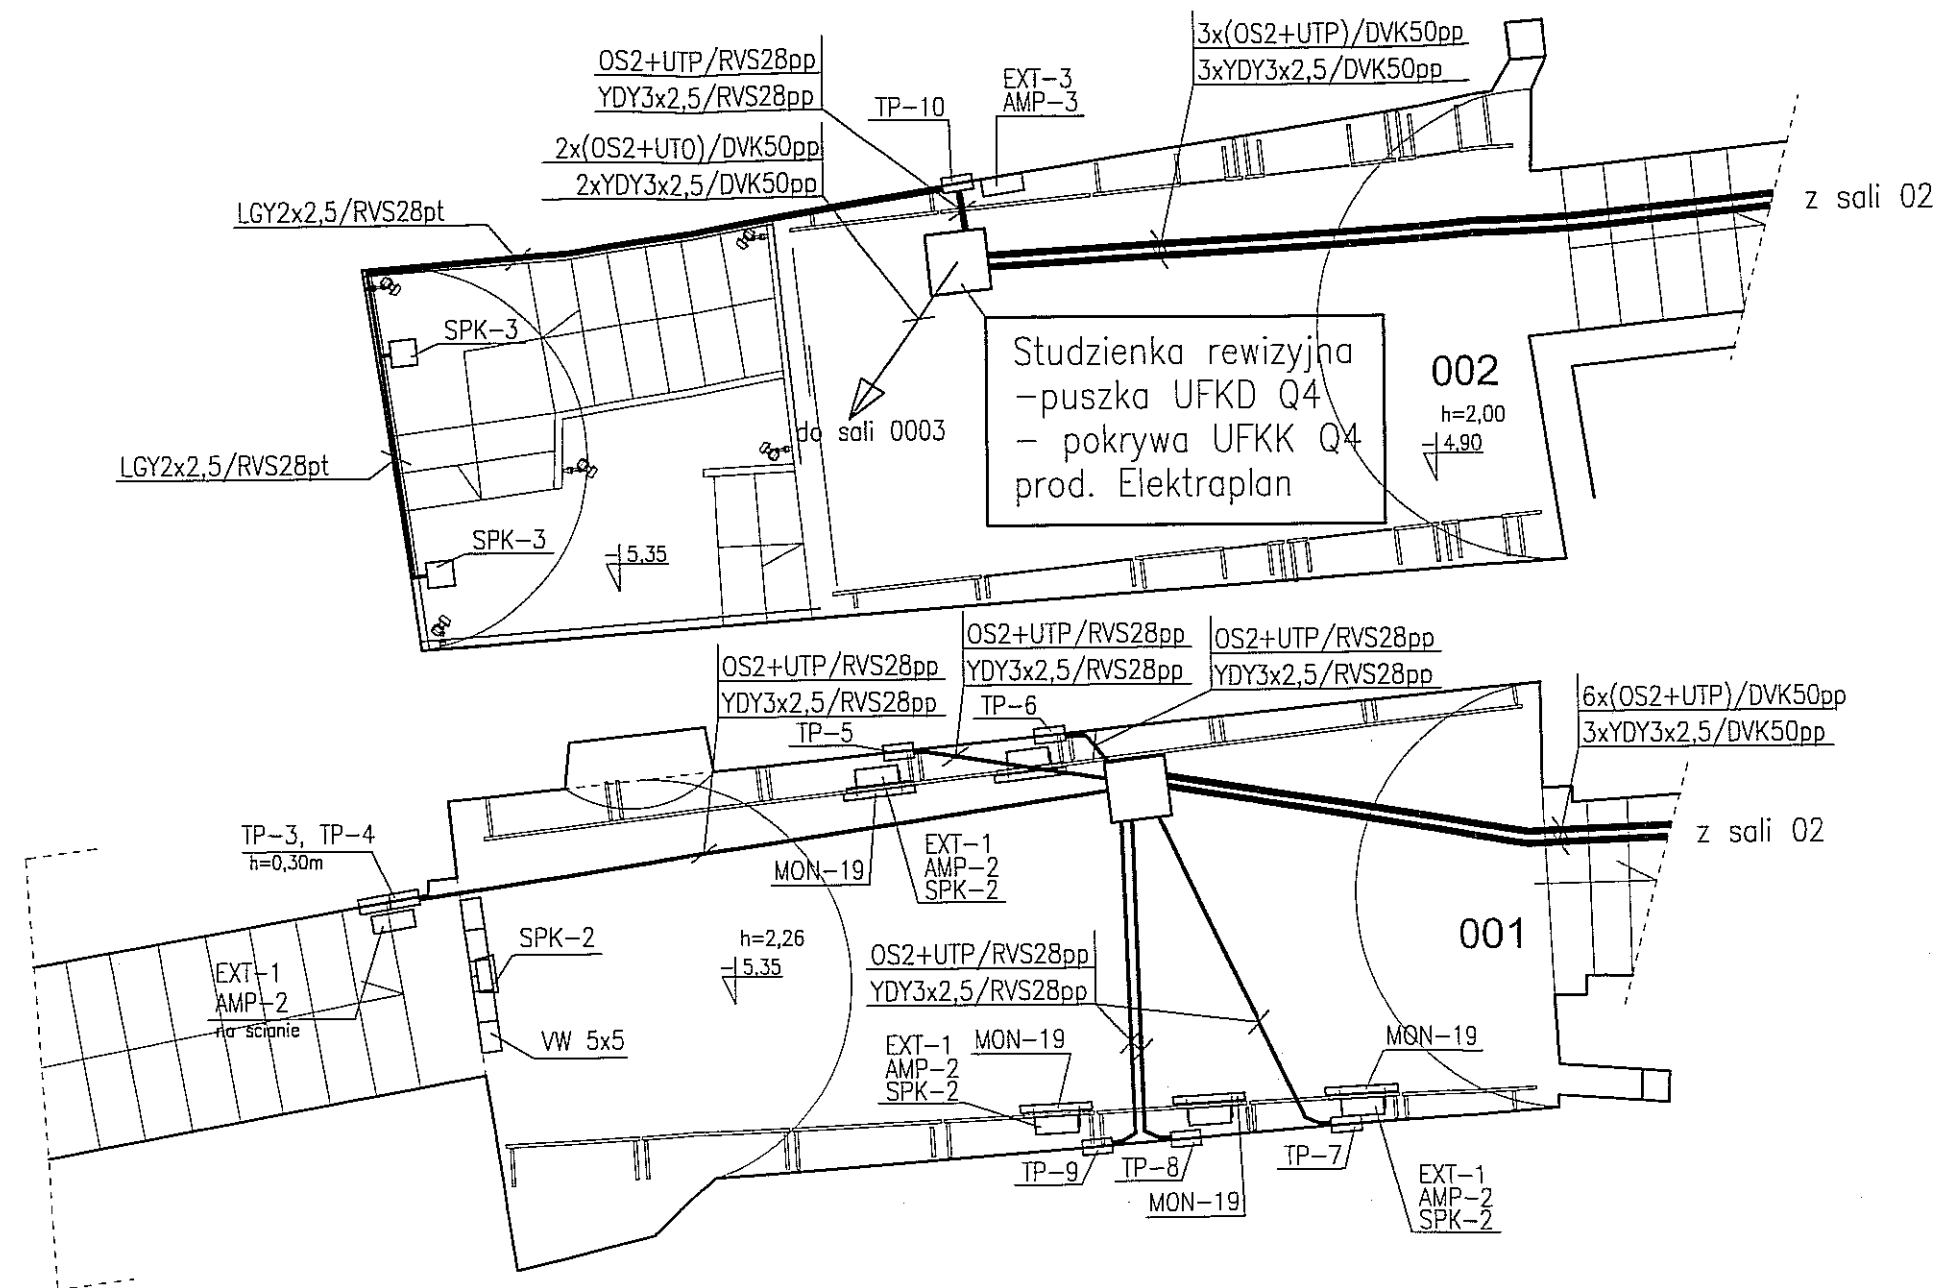 OS2+UTP/RVS28pp
YDY3x2,5/RVS28pp
2x(OS2+UTO)/DVK50pp
2xYDY3x2,5/DVK50pp
TP-10
EXT-3
AMP-3
3x(OS2+UTP)/DVK50pp
3xYDY3x2,5/DVK50pp
z sali 02
LGY2x2,5/RVS28pt
SPK-3
LGY2x2,5/RVS28pt
SPK-3
5,35
do sali 0003
Studzienka rewizyjna
-puszka UFKD Q4
- pokrywa UFKK Q4
prod. Elektraplan
002
h=2,00
4,90
OS2+UTP/RVS28pp
YDY3x2,5/RVS28pp
OS2+UTP/RVS28pp
YDY3x2,5/RVS28pp
OS2+UTP/RVS28pp
YDY3x2,5/RVS28pp
TP-5
TP-6
6x(OS2+UTP)/DVK50pp
3xYDY3x2,5/DVK50pp
z sali 02
TP-3, TP-4
h=0,30m
MON-19
EXT-1
AMP-2
SPK-2
EXT-1
AMP-2
na ścianie
SPK-2
VW 5x5
h=2,26
5,35
001
OS2+UTP/RVS28pp
YDY3x2,5/RVS28pp
EXT-1
AMP-2
SPK-2
MON-19
MON-19
TP-9
TP-8
TP-7
MON-19
EXT-1
AMP-2
SPK-2